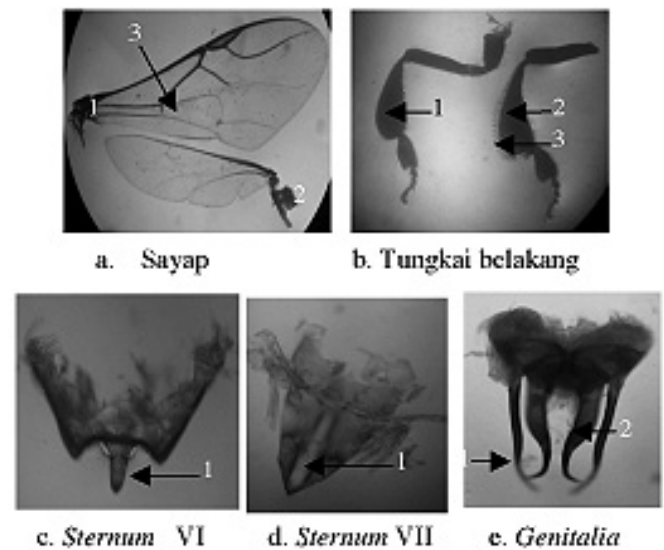 3
1
2
1
2
3
a. Sayap
b. Tungkai belakang
1
1
1
2
c. Sternum VI
d. Sternum VII
e. Genitalia